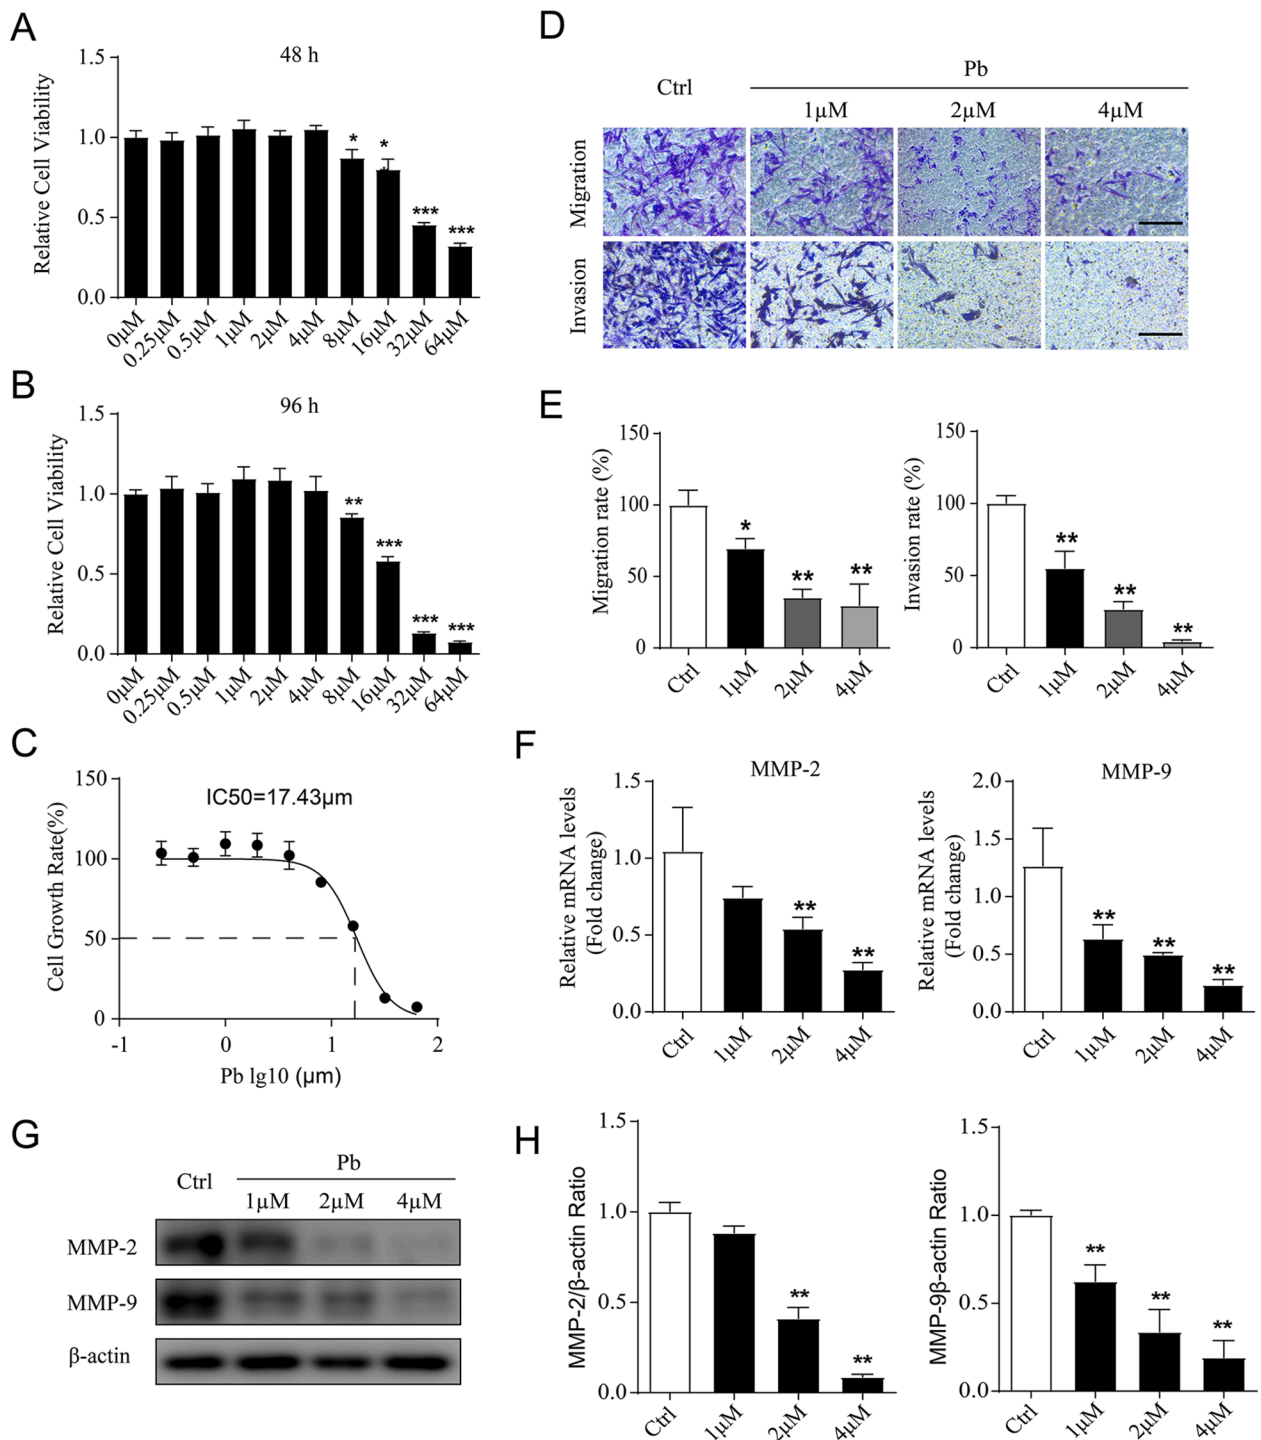 A
48 h
Relative Cell Viability
1.5
1.0
0.5
0.0
* * *** ***
0µM 0.25µM 0.5µM 1µM 2µM 4µM 8µM 16µM 32µM 64µM
B
96 h
Relative Cell Viability
1.5
1.0
0.5
0.0
** *** *** ***
0µM 0.25µM 0.5µM 1µM 2µM 4µM 8µM 16µM 32µM 64µM
C
IC50=17.43µm
Cell Growth Rate(%)
150
100
50
0
-1 0 1 2
Pb lg10 (µm)
D
Ctrl
Pb
1µM 2µM 4µM
Migration
Invasion
E
Migration rate (%)
150
100
50
0
* ** **
Ctrl 1µM 2µM 4µM
Invasion rate (%)
150
100
50
0
** ** **
Ctrl 1µM 2µM 4µM
F
MMP-2
Relative mRNA levels
(Fold change)
1.5
1.0
0.5
0.0
** **
Ctrl 1µM 2µM 4µM
MMP-9
Relative mRNA levels
(Fold change)
2.0
1.5
1.0
0.5
0.0
** ** **
Ctrl 1µM 2µM 4µM
G
Ctrl
Pb
1µM 2µM 4µM
MMP-2
MMP-9
β-actin
H
MMP-2/β-actin Ratio
1.5
1.0
0.5
0.0
** **
Ctrl 1µM 2µM 4µM
MMP-9β-actin Ratio
1.5
1.0
0.5
0.0
** ** **
Ctrl 1µM 2µM 4µM